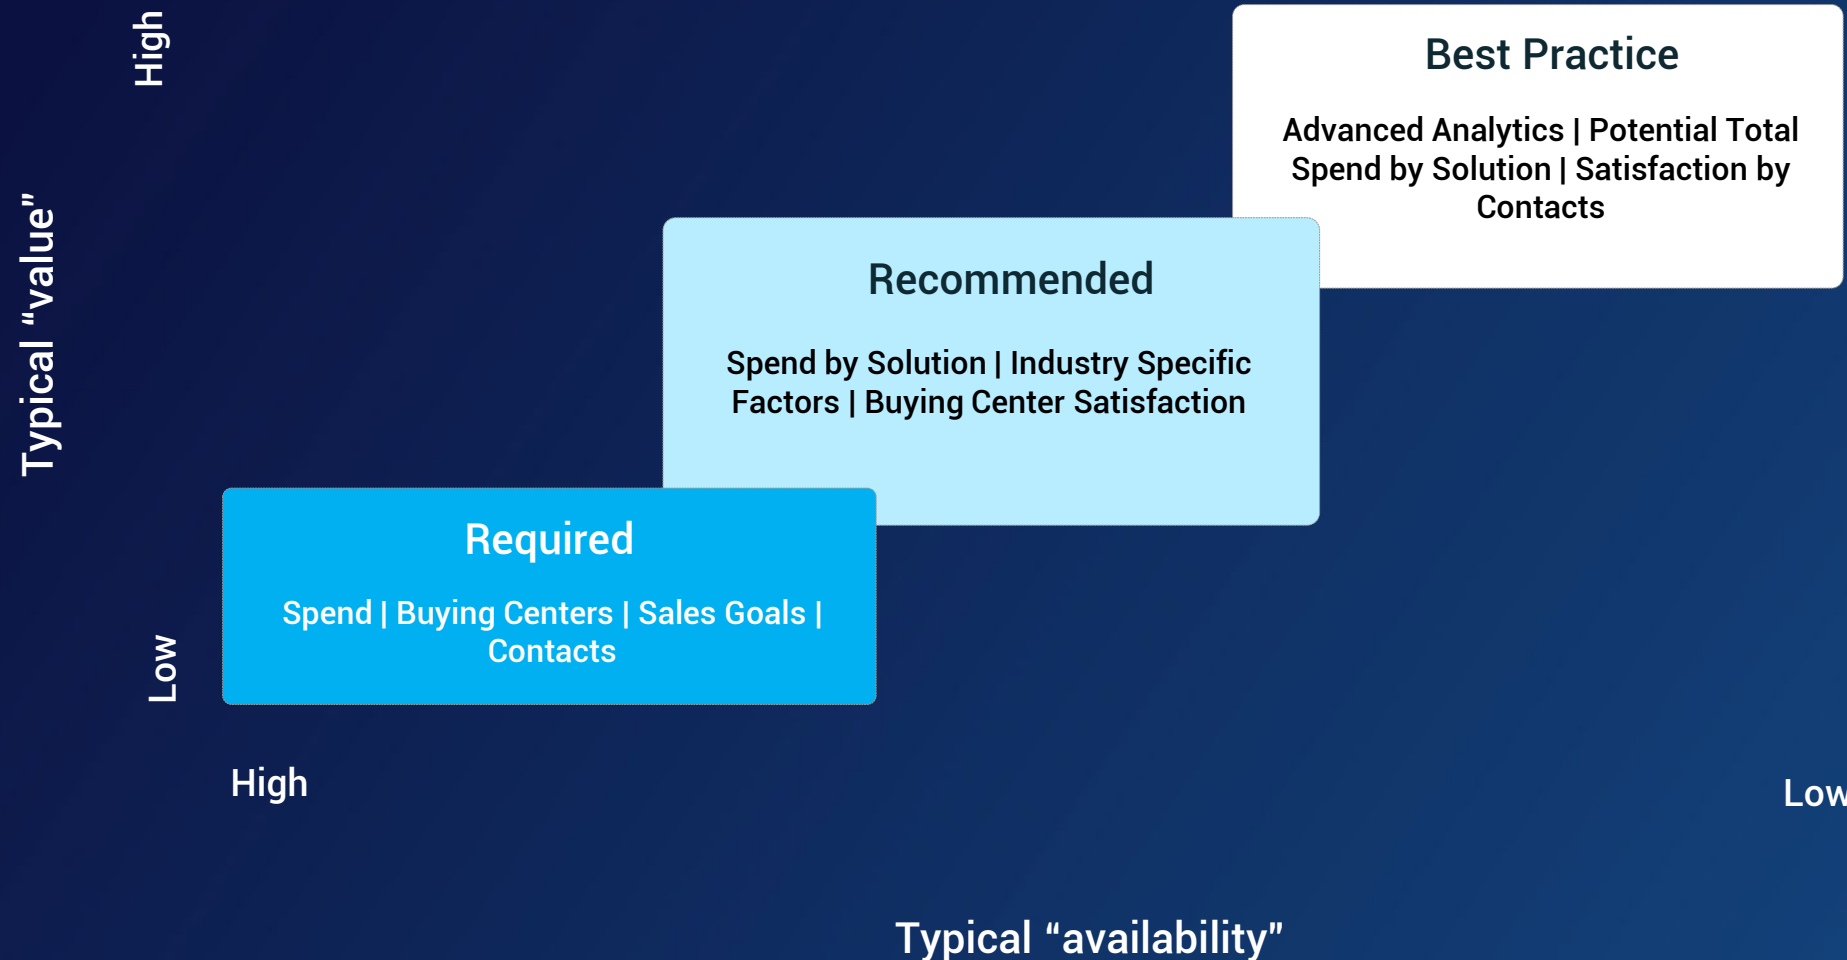 High
Typical “value”
Low
Best Practice
Advanced Analytics | Potential Total
Spend by Solution | Satisfaction by
Contacts
Recommended
Spend by Solution | Industry Specific
Factors | Buying Center Satisfaction
Required
Spend | Buying Centers | Sales Goals |
Contacts
High
Low
Typical “availability”